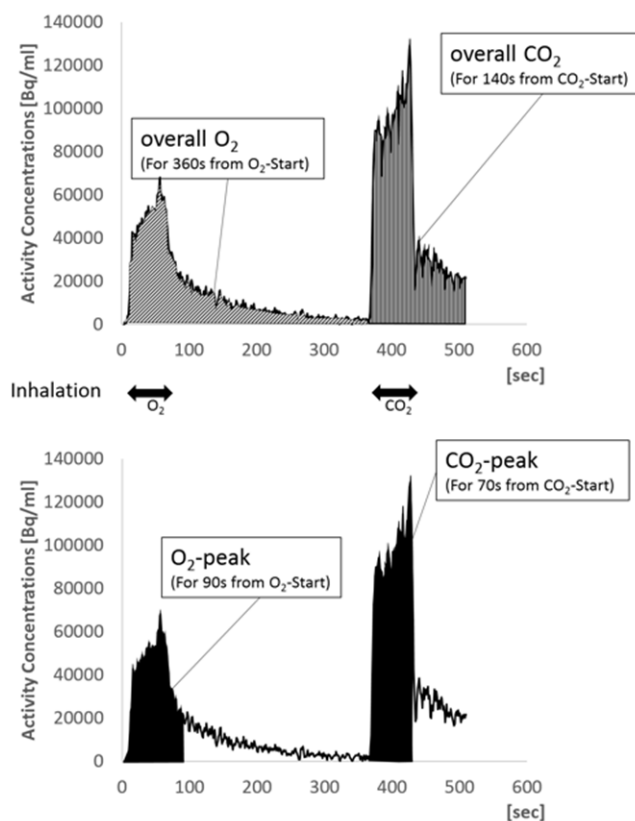 140000
120000
100000
80000
60000
40000
20000
0
Activity Concentrations [Bq/ml]
overall O₂
(For 360s from O₂-Start)
overall CO₂
(For 140s from CO₂-Start)
0 100 200 300 400 500 600
[sec]
Inhalation
O₂ CO₂
140000
120000
100000
80000
60000
40000
20000
0
Activity Concentrations [Bq/ml]
O₂-peak
(For 90s from O₂-Start)
CO₂-peak
(For 70s from CO₂-Start)
0 100 200 300 400 500 600
[sec]